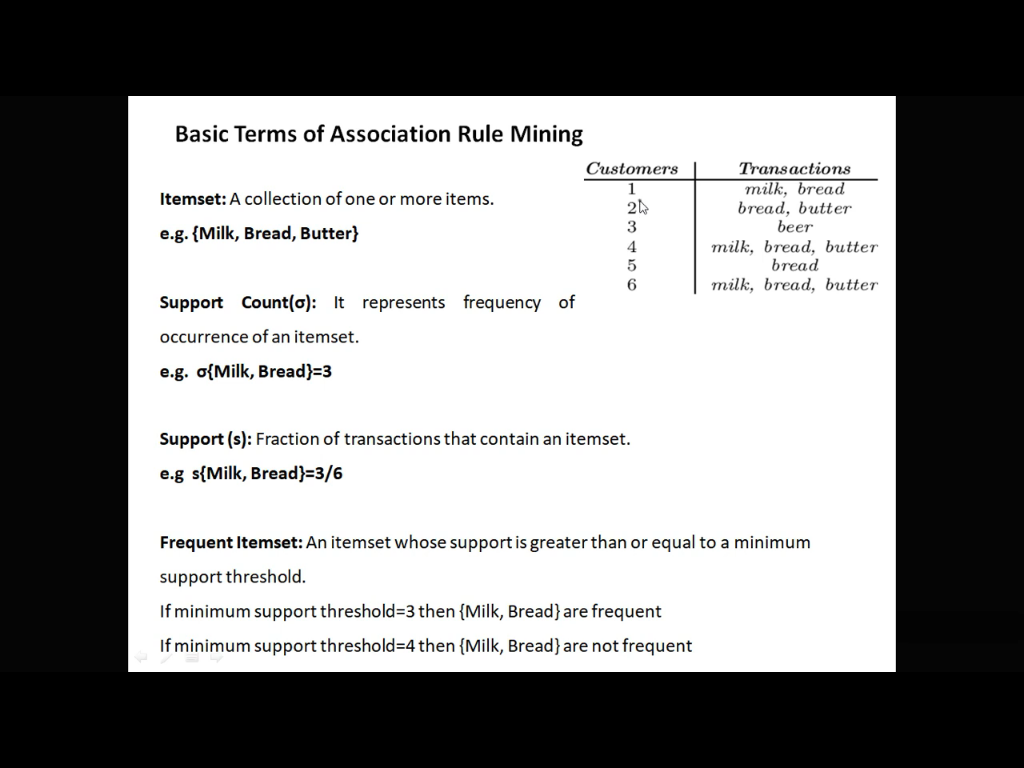 Basic Terms of Association Rule Mining
Customers Transactions
1 milk, bread
2 bread, butter
3 beer
4 milk, bread, butter
5 bread
6 milk, bread, butter
Itemset: A collection of one or more items.
e.g. {Milk, Bread, Butter}
Support Count(σ): It represents frequency of
occurrence of an itemset.
e.g. σ{Milk, Bread}=3
Support (s): Fraction of transactions that contain an itemset.
e.g s{Milk, Bread}=3/6
Frequent Itemset: An itemset whose support is greater than or equal to a minimum
support threshold.
If minimum support threshold=3 then {Milk, Bread} are frequent
If minimum support threshold=4 then {Milk, Bread} are not frequent